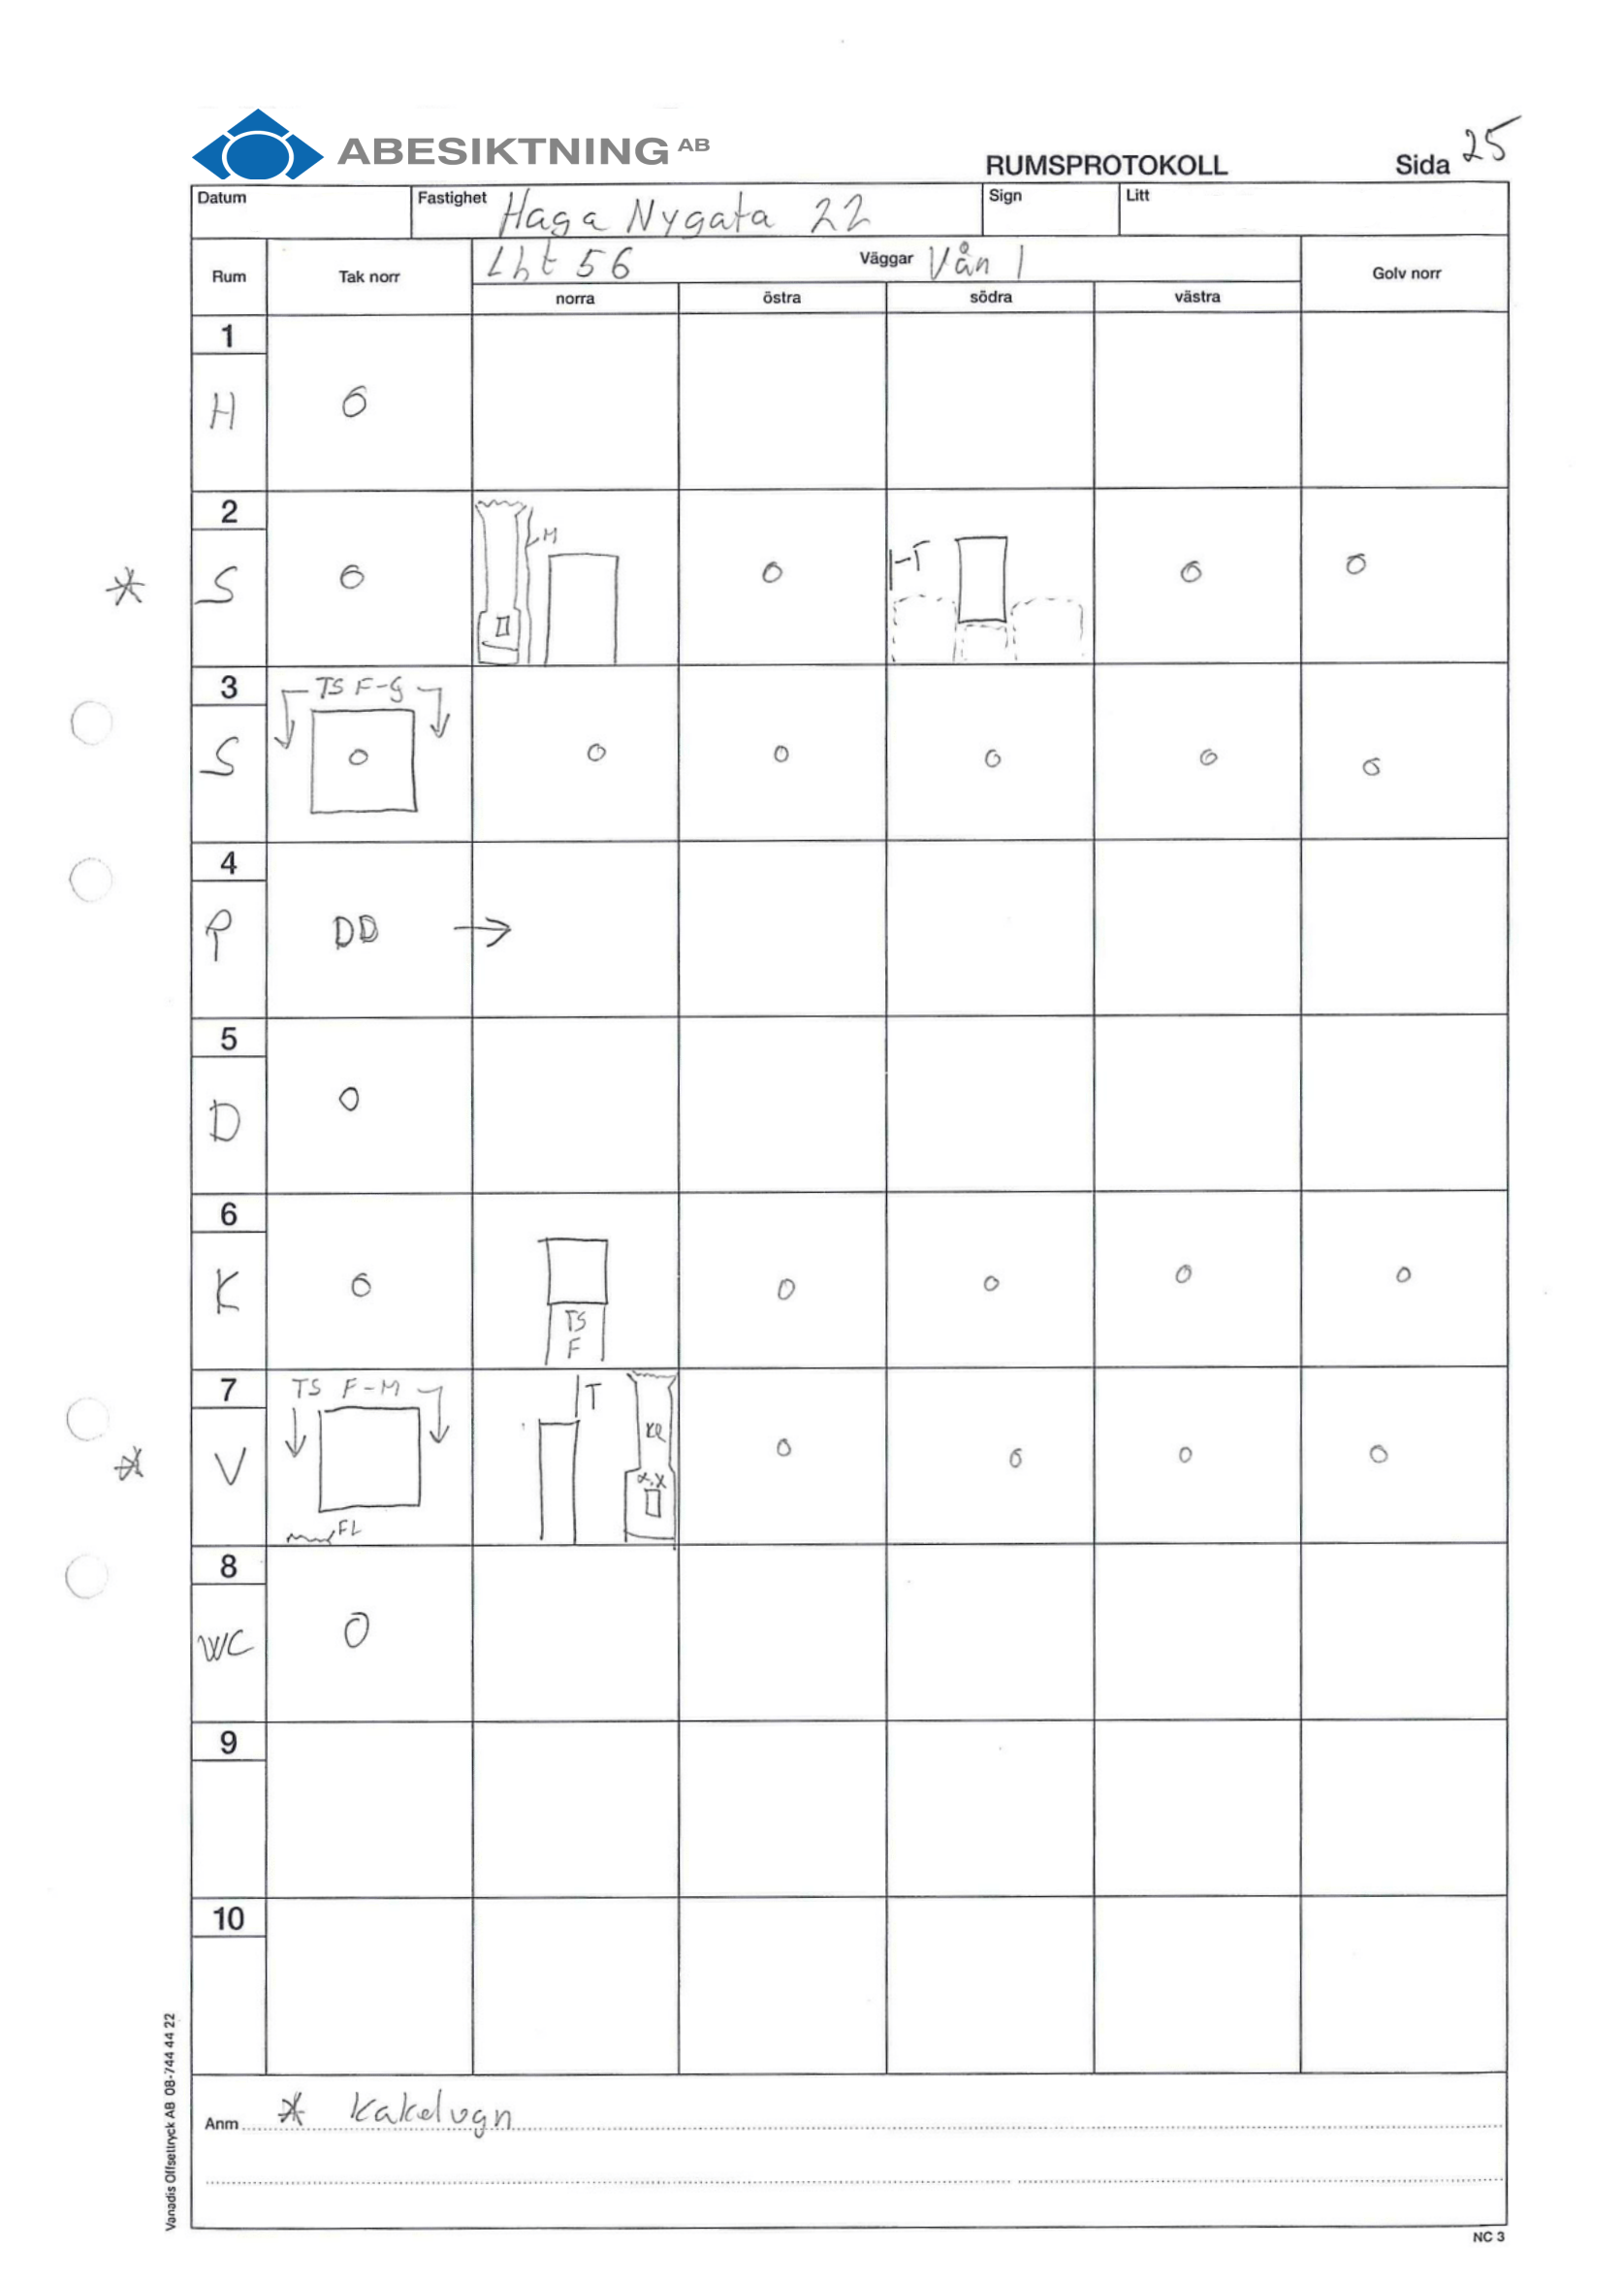 ABESIKTNING AB
RUMSPROTOKOLL Sida 25
Datum Fastighet Haga Nygata 22 Sign Litt
Rum Tak norr Lht 56 Väggar Vån 1 Golv norr
norra östra södra västra
1
H 0
2
M
S 0 0 T 0 0
3 TS F-G
S 0 0 0 0 0 0
4
P DD →
5
D 0
6
K 0 0 0 0 0
TS
F
7 TS F-M T
V KQ 0 0 0 0
x.x
FL
8
WC 0
9
10
Anm * Kakelugn
Vanadis Offsettryck AB 08-744 44 22
NC 3